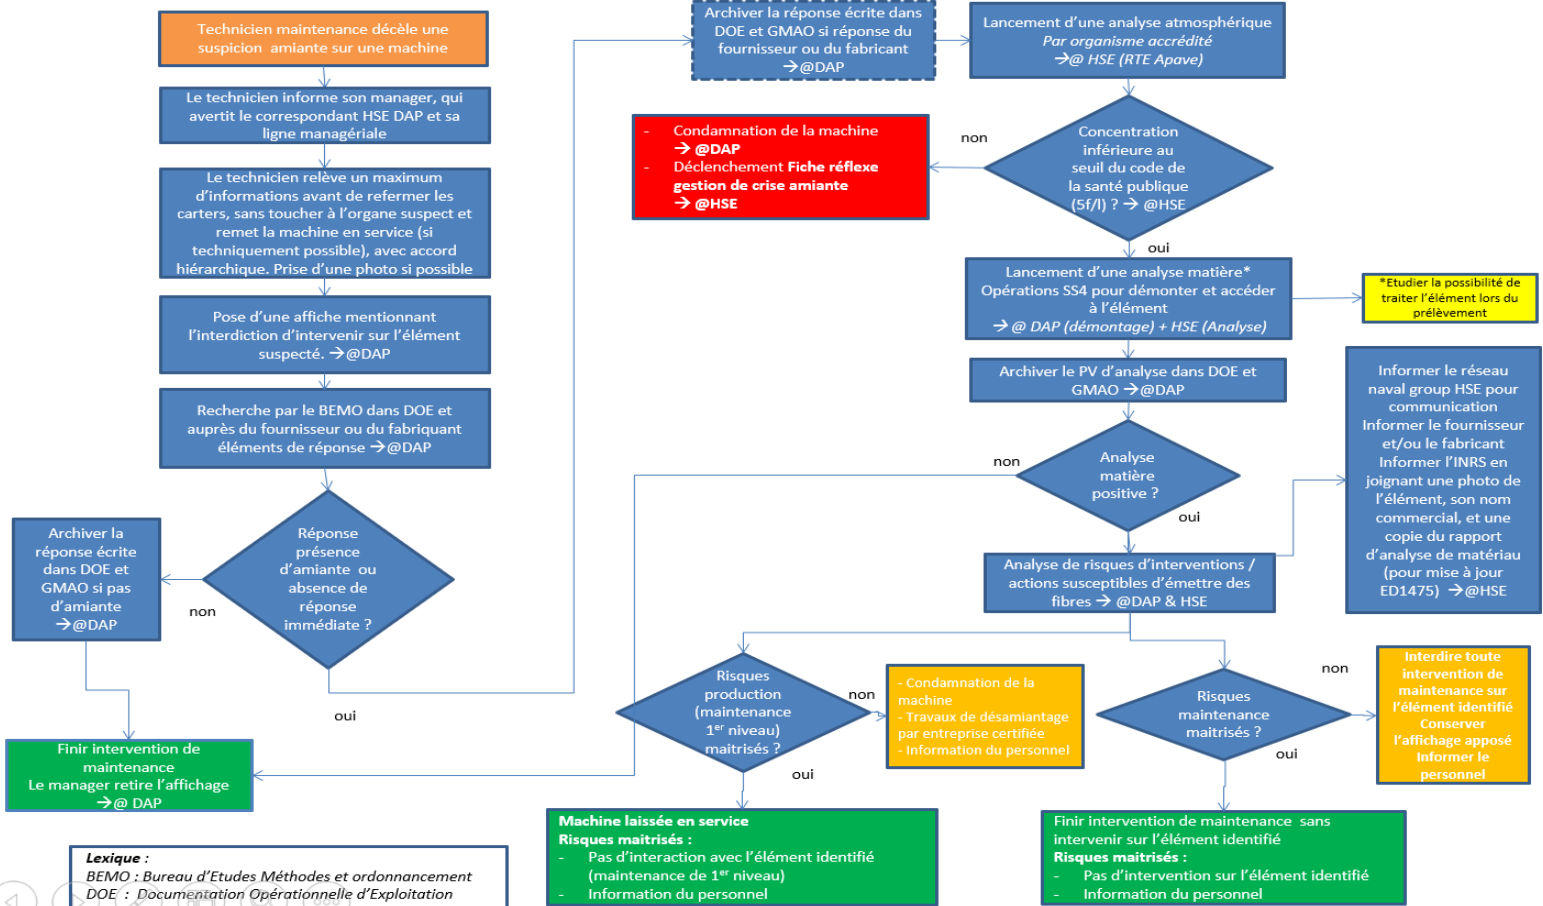 Technicien maintenance décèle une
suspicion amiante sur une machine
Le technicien informe son manager, qui
avertit le correspondant HSE DAP et sa
ligne managériale
Le technicien relève un maximum
d'informations avant de refermer les
carters, sans toucher à l'organe suspect et
remet la machine en service (si
techniquement possible), avec accord
hiérarchique. Prise d'une photo si possible
Pose d'une affiche mentionnant
l'interdiction d'intervenir sur l'élément
suspecté. →@DAP
Recherche par le BEMO dans DOE et
auprès du fournisseur ou du fabriquant
éléments de réponse →@DAP
Réponse
présence
d'amiante ou
absence de
réponse
immédiate ?
non
oui
Archiver la
réponse écrite
dans DOE et
GMAO si pas
d'amiante
→@DAP
Finir intervention de
maintenance
Le manager retire l'affichage
→@ DAP
Archiver la réponse écrite dans
DOE et GMAO si réponse du
fournisseur ou du fabricant
→@DAP
Lancement d'une analyse atmosphérique
Par organisme accrédité
→@ HSE (RTE Apave)
Concentration
inférieure au
seuil du code de
la santé publique
(5f/l) ? → @HSE
non
oui
- Condamnation de la machine
→ @DAP
- Déclenchement Fiche réflexe
gestion de crise amiante
→ @HSE
Lancement d'une analyse matière*
Opérations SS4 pour démonter et accéder
à l'élément
→ @ DAP (démontage) + HSE (Analyse)
*Etudier la possibilité de
traiter l'élément lors du
prélèvement
Archiver le PV d'analyse dans DOE et
GMAO →@DAP
Analyse
matière
positive ?
non
oui
Analyse de risques d'interventions /
actions susceptibles d'émettre des
fibres → @DAP & HSE
Informer le réseau
naval group HSE pour
communication
Informer le fournisseur
et/ou le fabricant
Informer l'INRS en
joignant une photo de
l'élément, son nom
commercial, et une
copie du rapport
d'analyse de matériau
(pour mise à jour
ED1475) →@HSE
Risques
production
(maintenance
1er niveau)
maitrisés ?
non
oui
- Condamnation de la
machine
- Travaux de désamiantage
par entreprise certifiée
- Information du personnel
Risques
maintenance
maitrisés ?
non
oui
Interdire toute
intervention de
maintenance sur
l'élément identifié
Conserver
l'affichage apposé
Informer le
personnel
Machine laissée en service
Risques maitrisés :
- Pas d'interaction avec l'élément identifié
(maintenance de 1er niveau)
- Information du personnel
Finir intervention de maintenance sans
intervenir sur l'élément identifié
Risques maitrisés :
- Pas d'intervention sur l'élément identifié
- Information du personnel
Lexique :
BEMO : Bureau d'Etudes Méthodes et ordonnancement
DOE : Documentation Opérationnelle d'Exploitation